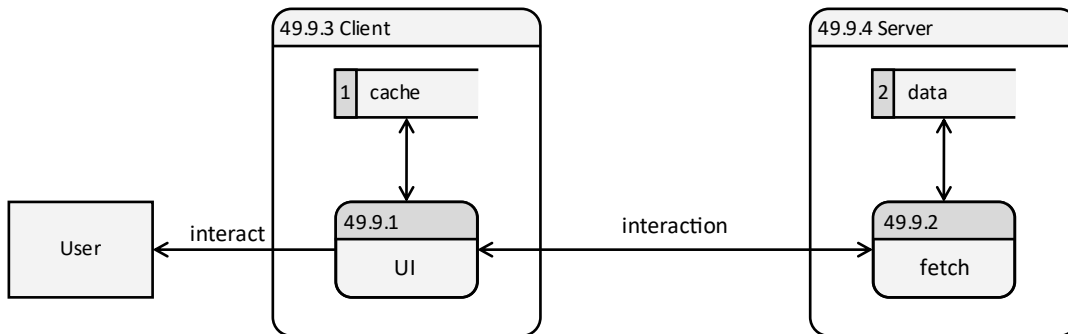 49.9.3 Client
49.9.4 Server
1 cache
2 data
49.9.1
49.9.2
interact
interaction
User
UI
fetch